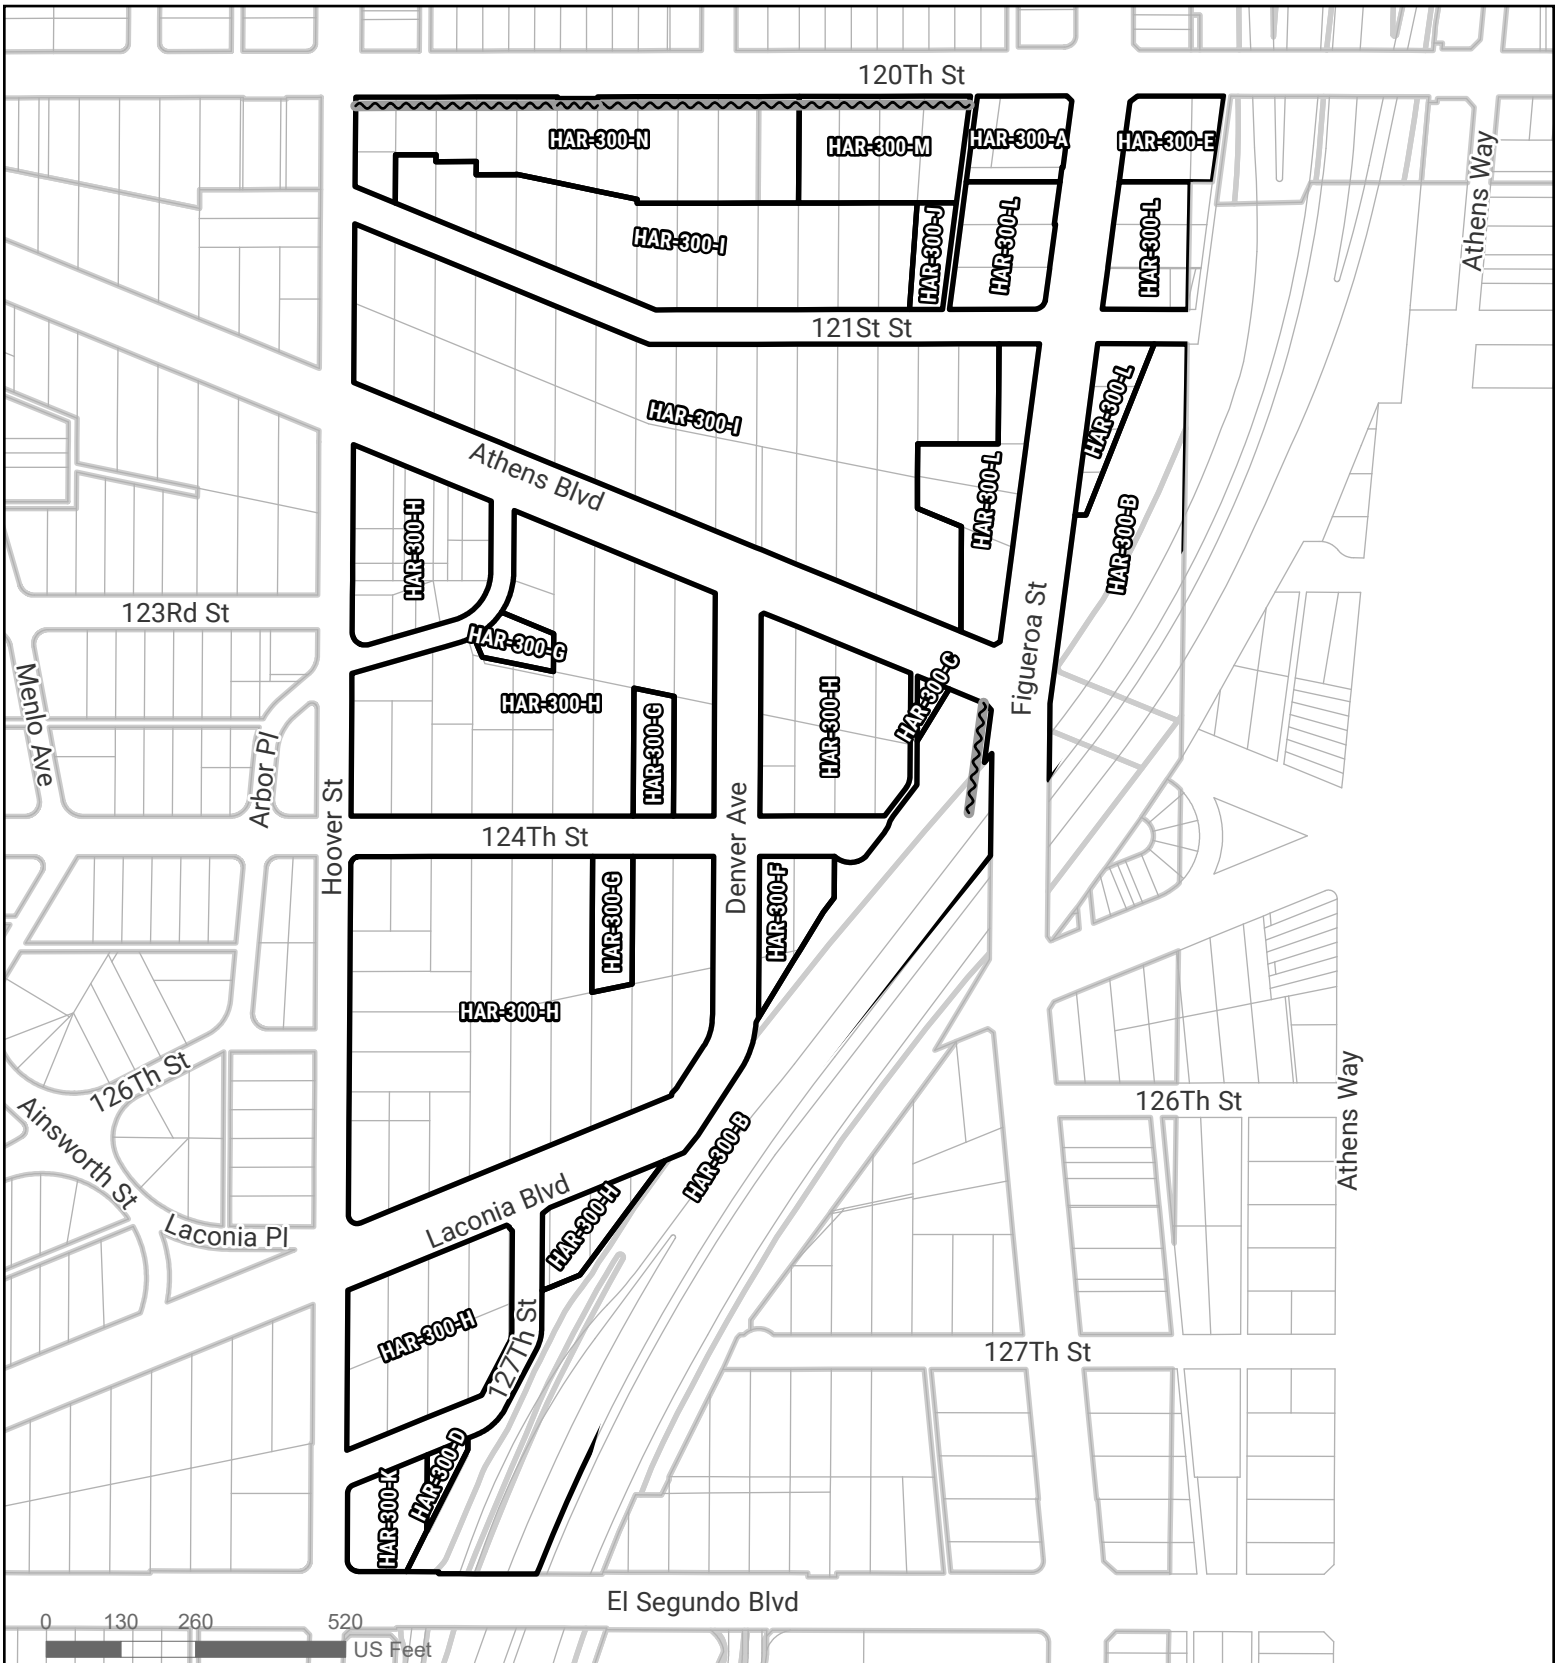 120Th St
HAR-300-N
HAR-300-M
HAR-300-A
HAR-300-E
Athens Way
HAR-300-I
HAR-300-J
HAR-300-L
HAR-300-L
121St St
HAR-300-I
HAR-300-L
HAR-300-L
HAR-300-B
Athens Blvd
HAR-300-H
123Rd St
HAR-300-G
HAR-300-H
HAR-300-G
HAR-300-H
HAR-300-C
Figueroa St
Menlo Ave
Arbor Pl
Hoover St
124Th St
Denver Ave
HAR-300-G
HAR-300-F
HAR-300-H
126Th St
Ainsworth St
Laconia Pl
Laconia Blvd
HAR-300-B
HAR-300-H
126Th St
Athens Way
HAR-300-H
127Th St
127Th St
HAR-300-D
HAR-300-K
El Segundo Blvd
0 130 260 520
US Feet